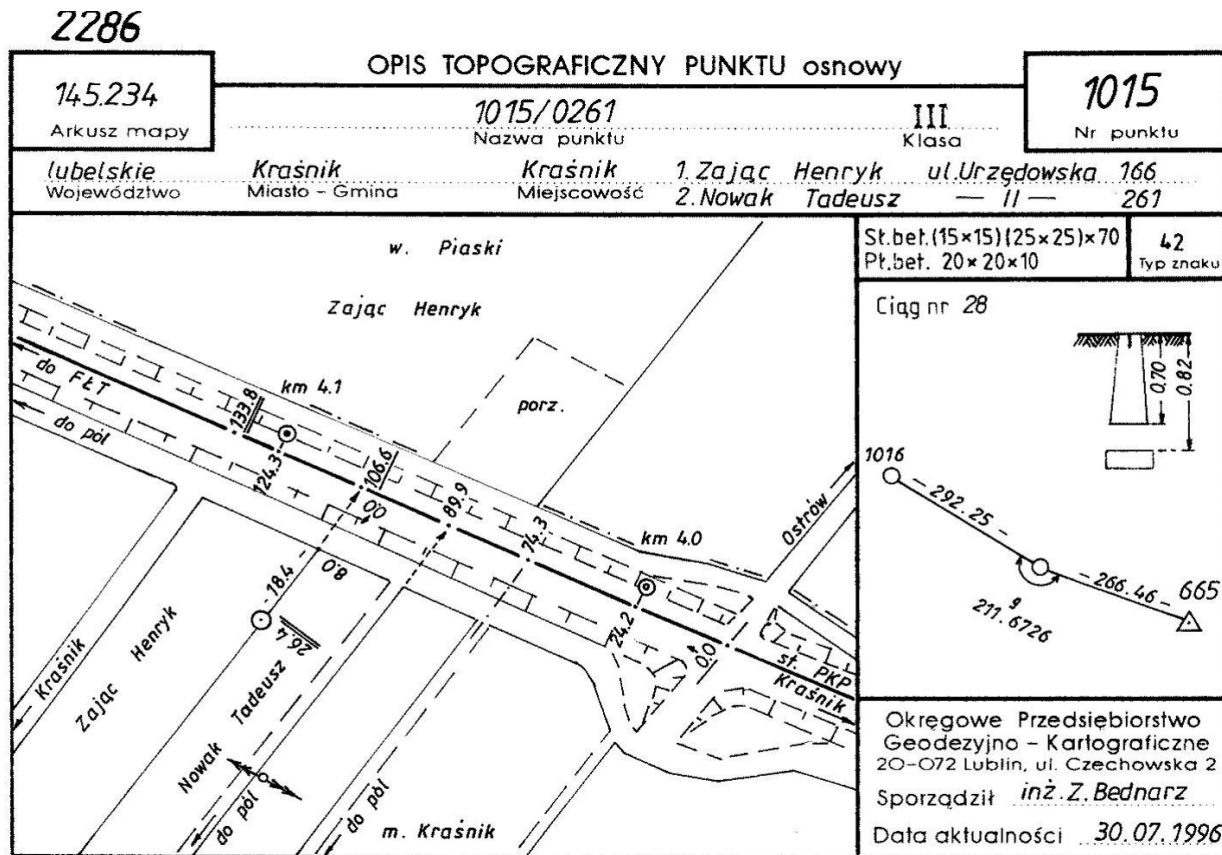 2286
OPIS TOPOGRAFICZNY PUNKTU osnowy
145.234
Arkusz mapy
1015/0261
Nazwa punktu
III
Klasa
1015
Nr punktu
lubelskie Kraśnik Kraśnik 1. Zając Henryk ul. Urzędowska 166
Województwo Miasto - Gmina Miejscowość 2. Nowak Tadeusz — II — 261
w. Piaski
Zając Henryk
km 4.1
do FŁT
133.8
porz.
do pól
124.3
106.6
0.0
89.9
74.3
km 4.0
Ostrów
- 18.4
8.0
26.4
24.2
0.0
st. PKP
Kraśnik
Kraśnik
Zając Henryk
Nowak Tadeusz
do pól
do pól
m. Kraśnik
St.bet.(15×15)(25×25)×70
Pł.bet. 20×20×10
42
Typ znaku
Ciąg nr 28
0.70
0.82
1016
- 292.25 -
- 266.46 -
665
211.6726
g
Okręgowe Przedsiębiorstwo
Geodezyjno - Kartograficzne
20-072 Lublin, ul. Czechowska 2
Sporządził inż. Z. Bednarz
Data aktualności 30.07.1996